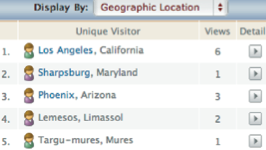 Display By: Geographic Location
Unique Visitor Views Detail
1. Los Angeles, California 6
2. Sharpsburg, Maryland 1
3. Phoenix, Arizona 3
4. Lemesos, Limassol 2
5. Targu-mures, Mures 1